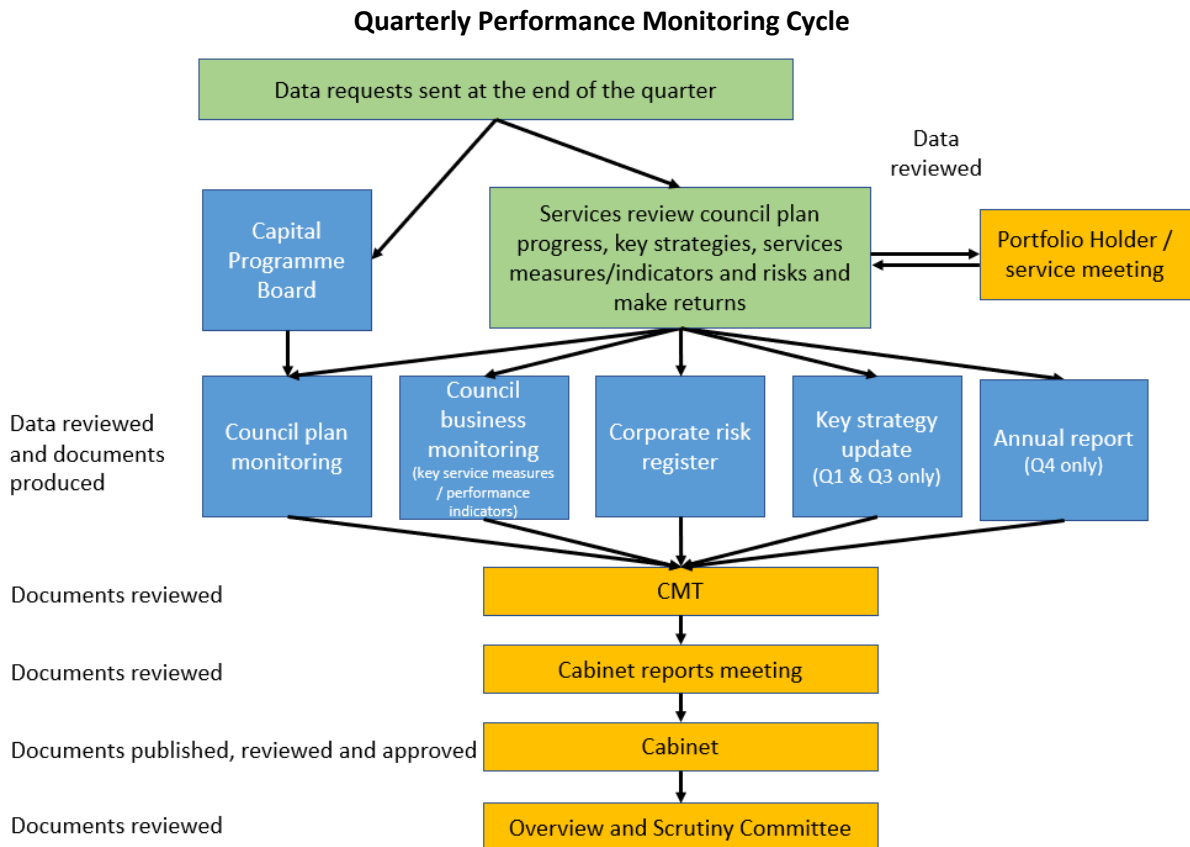 Quarterly Performance Monitoring Cycle
Data requests sent at the end of the quarter
Data
reviewed
Capital
Programme
Board
Services review council plan
progress, key strategies, services
measures/indicators and risks and
make returns
Portfolio Holder /
service meeting
Data reviewed
and documents
produced
Council plan
monitoring
Council
business
monitoring
(key service measures
/ performance
indicators)
Corporate risk
register
Key strategy
update
(Q1 & Q3 only)
Annual report
(Q4 only)
Documents reviewed
CMT
Documents reviewed
Cabinet reports meeting
Documents published, reviewed and approved
Cabinet
Documents reviewed
Overview and Scrutiny Committee